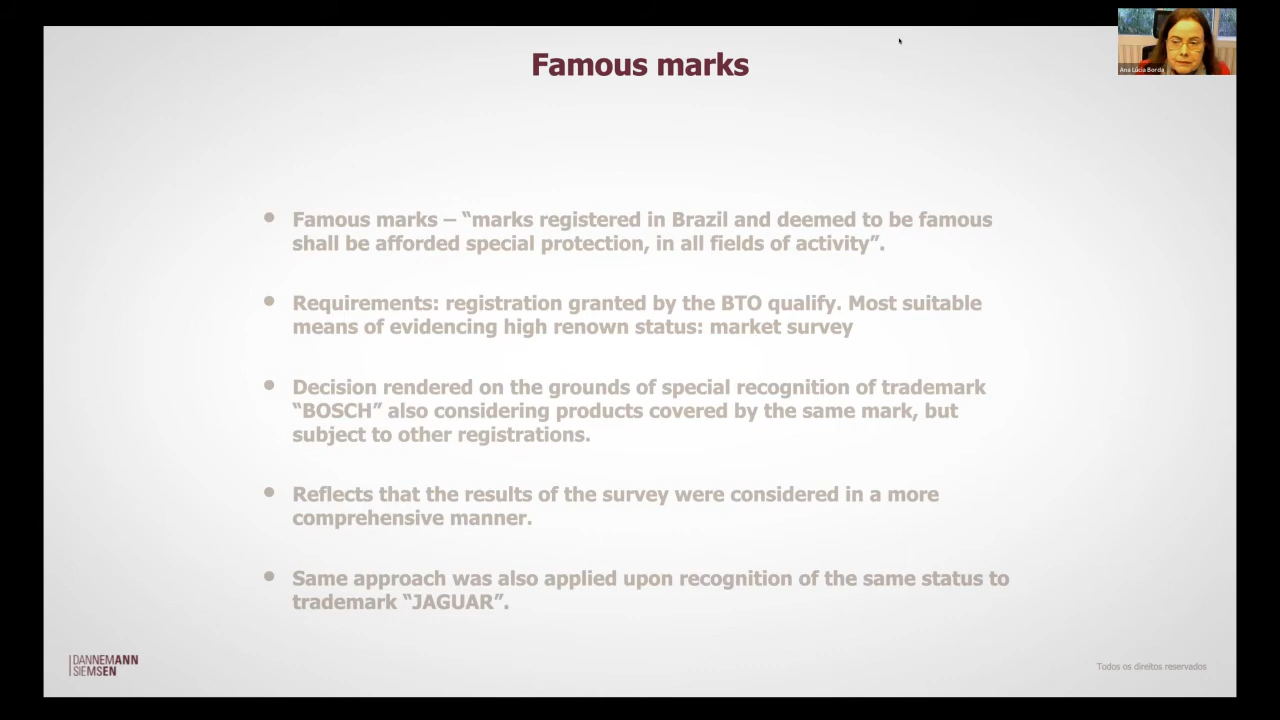 Famous marks
Ana Lúcia Borda
• Famous marks – “marks registered in Brazil and deemed to be famous
shall be afforded special protection, in all fields of activity”.
• Requirements: registration granted by the BTO qualify. Most suitable
means of evidencing high renown status: market survey
• Decision rendered on the grounds of special recognition of trademark
“BOSCH” also considering products covered by the same mark, but
subject to other registrations.
• Reflects that the results of the survey were considered in a more
comprehensive manner.
• Same approach was also applied upon recognition of the same status to
trademark “JAGUAR”.
DANNEMANN
SIEMSEN
Todos os direitos reservados